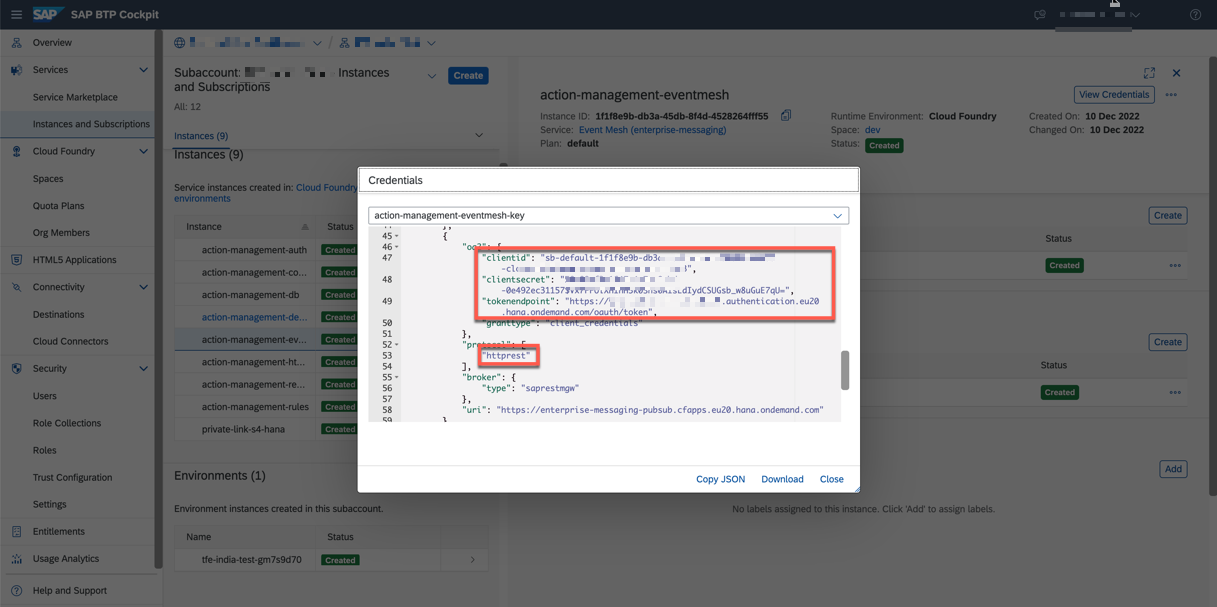 SAP
SAP BTP Cockpit
Overview
Services
Service Marketplace
Instances and Subscriptions
Cloud Foundry
Spaces
Quota Plans
Org Members
HTML5 Applications
Connectivity
Destinations
Cloud Connectors
Security
Users
Role Collections
Roles
Trust Configuration
Settings
Entitlements
Usage Analytics
Help and Support
Subaccount: Instances
and Subscriptions
All: 12
Create
Instances (9)
Instances (9)
Service instances created in: Cloud Foundry
environments
Instance Status
action-management-auth Created
action-management-co... Created
action-management-db Created
action-management-de... Created
action-management-ev... Created
action-management-ht... Created
action-management-re... Created
action-management-rules Created
private-link-s4-hana Created
Environments (1)
Environment instances created in this subaccount.
Name Status
tfe-india-test-gm7s9d70 Created
action-management-eventmesh
View Credentials
Instance ID: 1f1f8e9b-db3a-45db-8f4d-4528264fff55
Service: Event Mesh (enterprise-messaging)
Plan: default
Runtime Environment: Cloud Foundry
Space: dev
Status: Created
Created On: 10 Dec 2022
Changed On: 10 Dec 2022
Create
Status
Created
Create
Status
Created
Add
No labels assigned to this instance. Click 'Add' to assign labels.
Credentials
action-management-eventmesh-key
45 {
46
47 "clientid": "sb-default-1f1f8e9b-db3
48 "clientsecret": "
49 "tokenendpoint": "https:// .authentication.eu20
.hana.ondemand.com/oauth/token",
50 "granttype": "client_credentials"
51 },
52 "protocol": [
53 "httprest"
54 ],
55 "broker": {
56 "type": "saprestmgw"
57 },
58 "uri": "https://enterprise-messaging-pubsub.cfapps.eu20.hana.ondemand.com"
59 }
Copy JSON Download Close